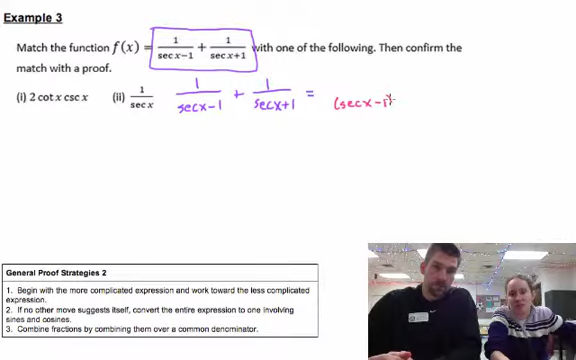 Example 3
Match the function f(x) = 1/(sec x−1) + 1/(sec x+1) with one of the following. Then confirm the
match with a proof.
(i) 2 cot x csc x (ii) 1/sec x 1/(secx−1) + 1/(secx+1) = (secx−1)
General Proof Strategies 2
1. Begin with the more complicated expression and work toward the less complicated
expression.
2. If no other move suggests itself, convert the entire expression to one involving
sines and cosines.
3. Combine fractions by combining them over a common denominator.